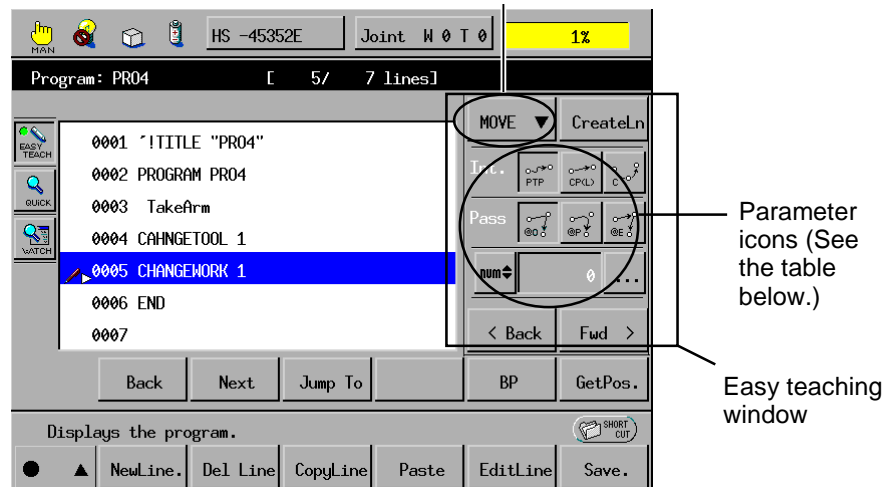 MAN
HS -45352E
Joint W 0 T 0
1%
Program: PRO4 [ 5/ 7 lines]
MOVE ▼
CreateLn
EASY
TEACH
QUICK
WATCH
0001 ´!TITLE "PRO4"
0002 PROGRAM PRO4
0003 TakeArm
0004 CAHNGETOOL 1
0005 CHANGEWORK 1
0006 END
0007
Int.
PTP
CP(L)
C
Pass
@0
@P
@E
num
0
...
< Back
Fwd >
Parameter
icons (See
the table
below.)
Back
Next
Jump To
BP
GetPos.
Easy teaching
window
Displays the program.
SHORT
CUT
NewLine.
Del Line
CopyLine
Paste
EditLine
Save.